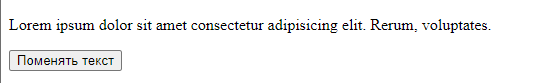 Lorem ipsum dolor sit amet consectetur adipisicing elit. Rerum, voluptates.
Поменять текст